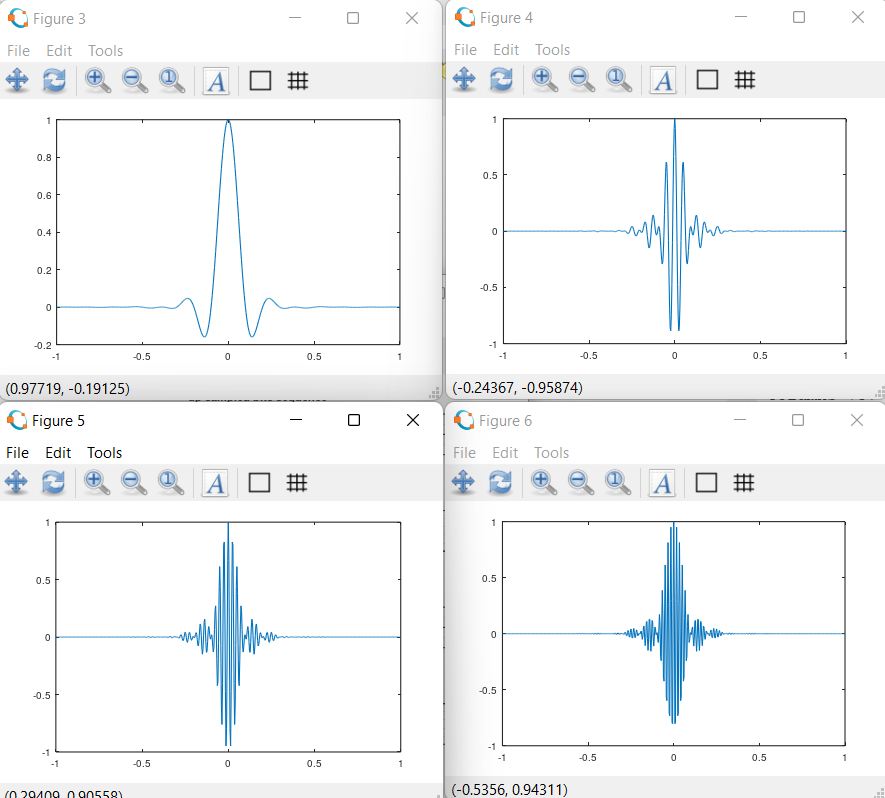 Figure 3
File Edit Tools
A
1
0.8
0.6
0.4
0.2
0
-0.2
-1 -0.5 0 0.5 1
(0.97719, -0.19125)
Figure 4
File Edit Tools
A
1
0.5
0
-0.5
-1
-1 -0.5 0 0.5 1
(-0.24367, -0.95874)
Figure 5
File Edit Tools
A
1
0.5
0
-0.5
-1
-1 -0.5 0 0.5 1
(0.29409, 0.90558)
Figure 6
File Edit Tools
A
1
0.5
0
-0.5
-1
-1 -0.5 0 0.5 1
(-0.5356, 0.94311)